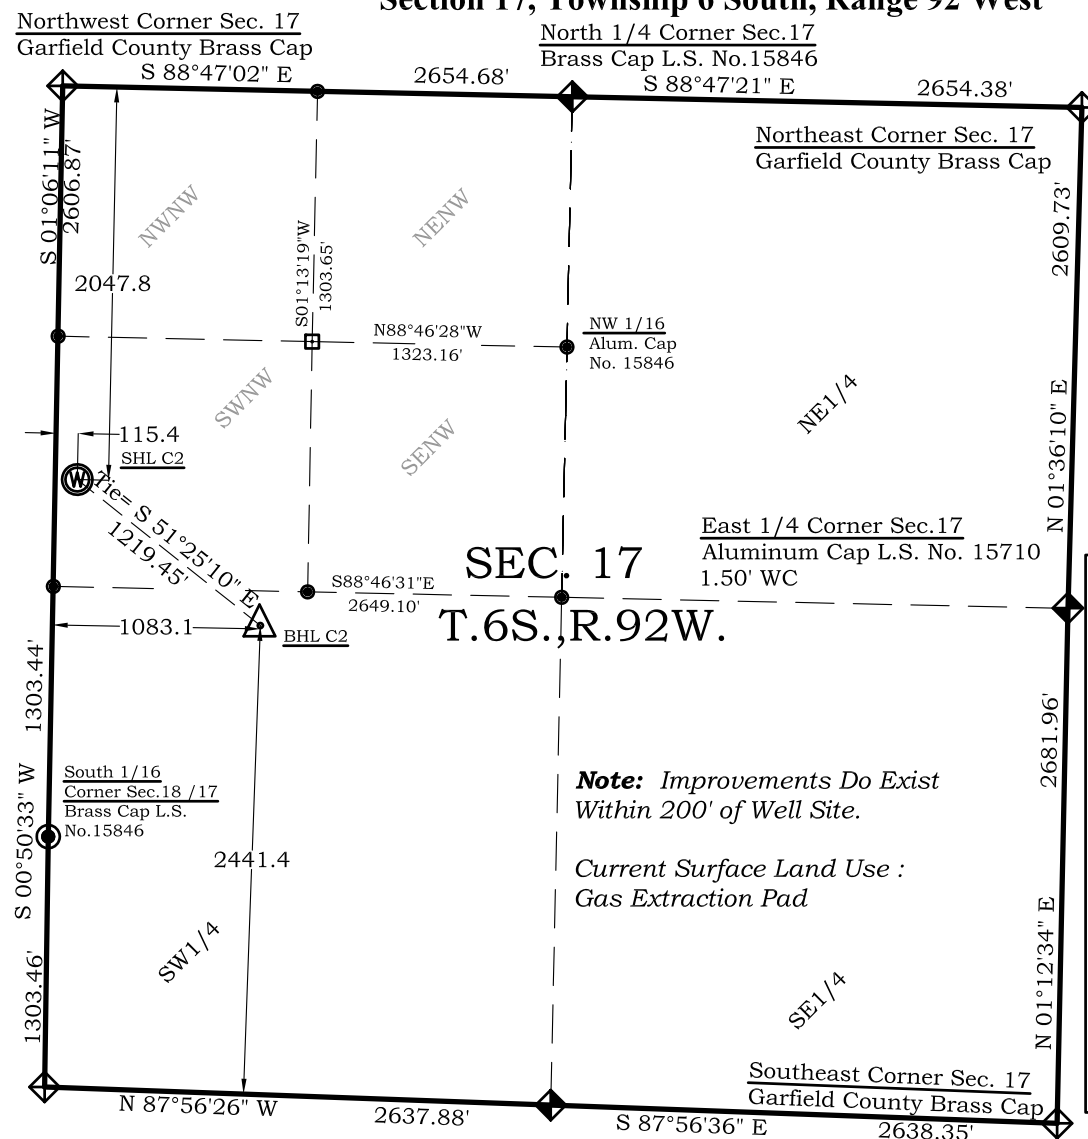 Section 17, Township 6 South, Range 92 West
Northwest Corner Sec. 17
Garfield County Brass Cap
North 1/4 Corner Sec.17
Brass Cap L.S. No.15846
S 88°47'02" E
2654.68'
S 88°47'21" E
2654.38'
Northeast Corner Sec. 17
Garfield County Brass Cap
S 01°06'11" W
2606.87'
2609.73'
NWNW
NENW
S01°13'19"W
1303.65'
2047.8
N88°46'28"W
1323.16'
NW 1/16
Alum. Cap
No. 15846
SWNW
SENW
NE1/4
N 01°36'10" E
115.4
SHL C2
W
Tie= S 51°25'10" E
1219.45'
East 1/4 Corner Sec.17
Aluminum Cap L.S. No. 15710
1.50' WC
SEC. 17
S88°46'31"E
2649.10'
T.6S.,R.92W.
1083.1
BHL C2
1303.44'
2681.96'
South 1/16
Corner Sec.18 /17
Brass Cap L.S.
No.15846
S 00°50'33" W
Note: Improvements Do Exist
Within 200' of Well Site.
2441.4
Current Surface Land Use :
Gas Extraction Pad
SW1/4
SE1/4
1303.46'
N 01°12'34" E
Southeast Corner Sec. 17
Garfield County Brass Cap
N 87°56'26" W
2637.88'
S 87°56'36" E
2638.35'